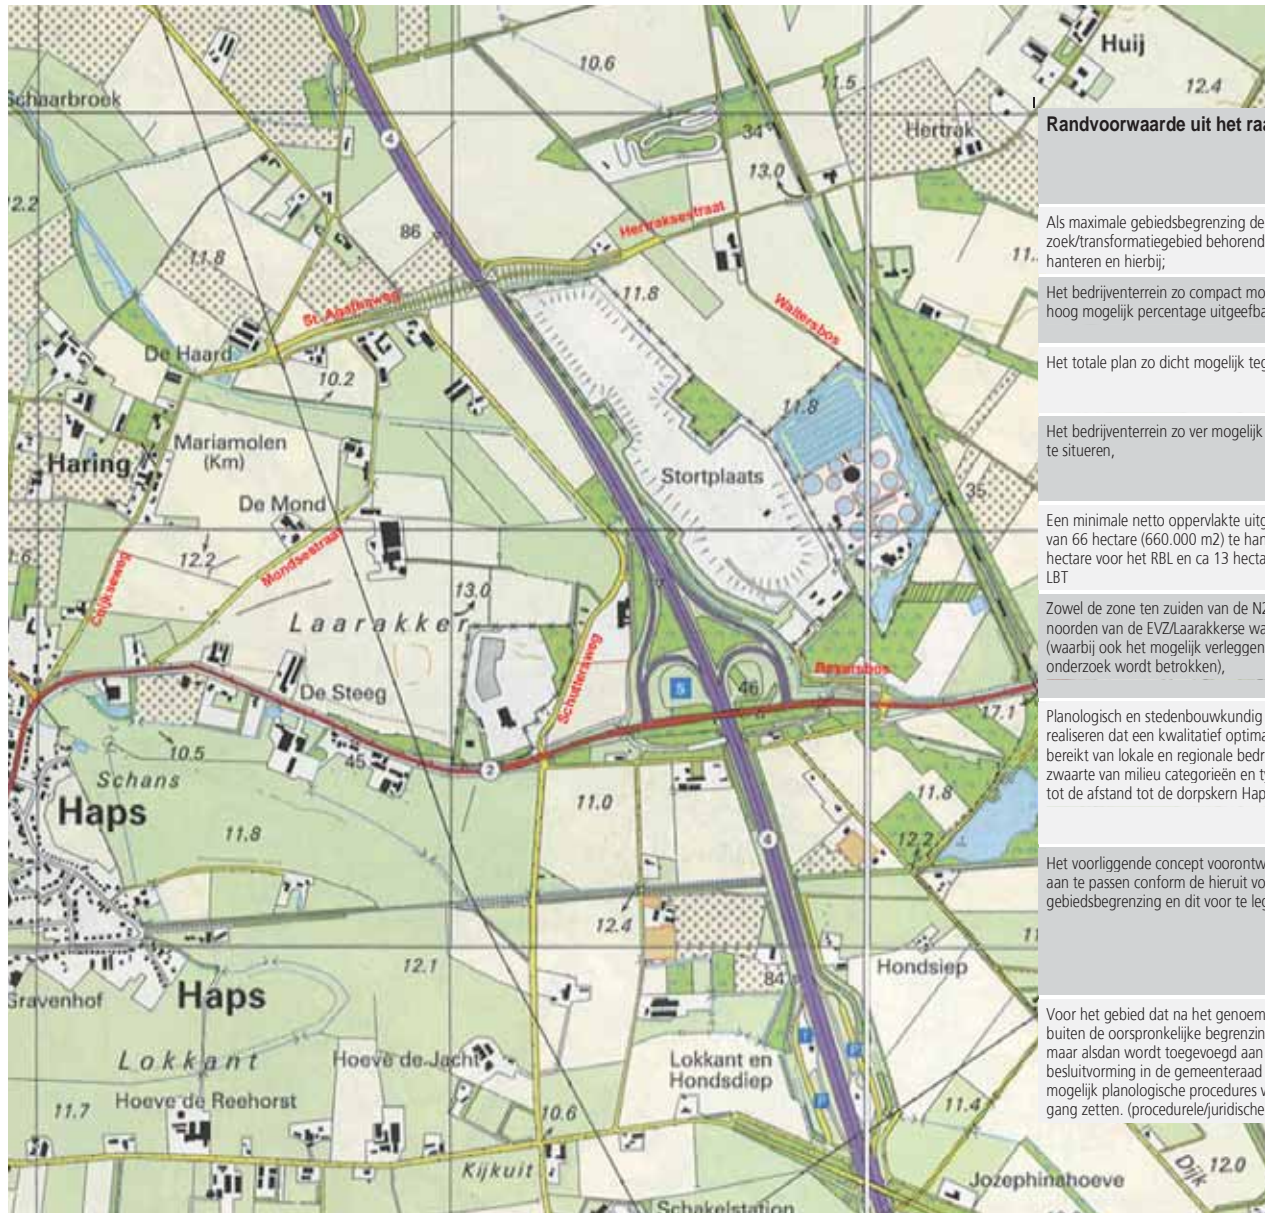 Huij
10.6
11.5
12.4
Schaarbroek
4
34
Hertrak
13.0
12.2
Hertraksestraat
86
11.8
St. Agathaweg
11.8
Waltersbos
De Haard
10.2
11.8
Mariamolen
(Km)
Haring
Stortplaats
De Mond
35
12.2
Mondsestraat
Cuijkseweg
13.0
Laarakker
Schutteraweg
De Steeg
S
46
Beversbos
17.1
10.5
45
2
Schans
Haps
11.0
11.8
11.8
12.2
4
12.4
12.1
Hondsiep
84
Gravenhof
Haps
Lokkant
Hoeve de Jacht
Lokkant en
Hondsdiep
P
P
11.7
Hoeve de Reehorst
10.6
11.4
Kijkuit
Jozephinahoeve
Dijk
12.0
Schakelstation
Randvoorwaarde uit het raa
Als maximale gebiedsbegrenzing de
zoek/transformatiegebied behorend
hanteren en hierbij;
Het bedrijventerrein zo compact mo
hoog mogelijk percentage uitgeefba
Het totale plan zo dicht mogelijk teg
Het bedrijventerrein zo ver mogelijk
te situeren,
Een minimale netto oppervlakte uitg
van 66 hectare (660.000 m2) te han
hectare voor het RBL en ca 13 hecta
LBT
Zowel de zone ten zuiden van de N2
noorden van de EVZ/Laarakkerse wa
(waarbij ook het mogelijk verleggen
onderzoek wordt betrokken),
Planologisch en stedenbouwkundig
realiseren dat een kwalitatief optima
bereikt van lokale en regionale bedr
zwaarte van milieu categorieën en t
tot de afstand tot de dorpskern Hap
Het voorliggende concept voorontw
aan te passen conform de hieruit vo
gebiedsbegrenzing en dit voor te leg
Voor het gebied dat na het genoem
buiten de oorspronkelijke begrenzin
maar alsdan wordt toegevoegd aan
besluitvorming in de gemeenteraad
mogelijk planologische procedures v
gang zetten. (procedurele/juridische